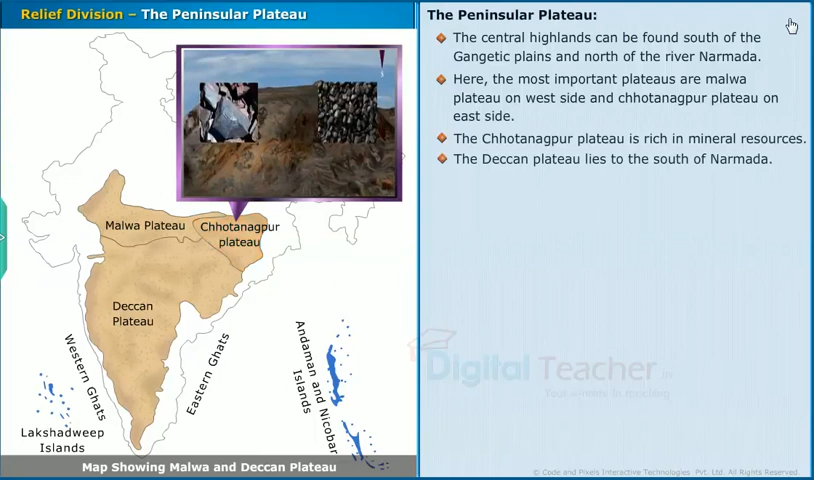 Relief Division – The Peninsular Plateau
Malwa Plateau
Chhotanagpur
plateau
Deccan
Plateau
Western Ghats
Eastern Ghats
Andaman and Nicobar
Islands
Lakshadweep
Islands
Map Showing Malwa and Deccan Plateau
The Peninsular Plateau:
The central highlands can be found south of the
Gangetic plains and north of the river Narmada.
Here, the most important plateaus are malwa
plateau on west side and chhotanagpur plateau on
east side.
The Chhotanagpur plateau is rich in mineral resources.
The Deccan plateau lies to the south of Narmada.
Digital Teacher.in
Your window in reaching
© Code and Pixels Interactive Technologies Pvt. Ltd. All Rights Reserved.